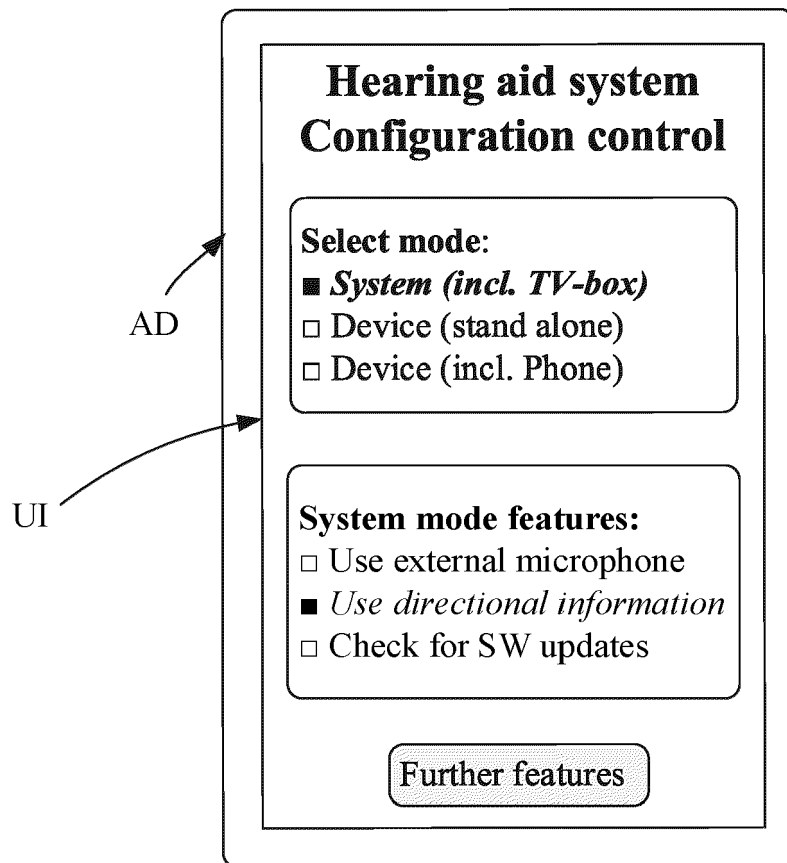 Hearing aid system
Configuration control
Select mode:
■ System (incl. TV-box)
□ Device (stand alone)
□ Device (incl. Phone)
AD
UI
System mode features:
□ Use external microphone
■ Use directional information
□ Check for SW updates
Further features